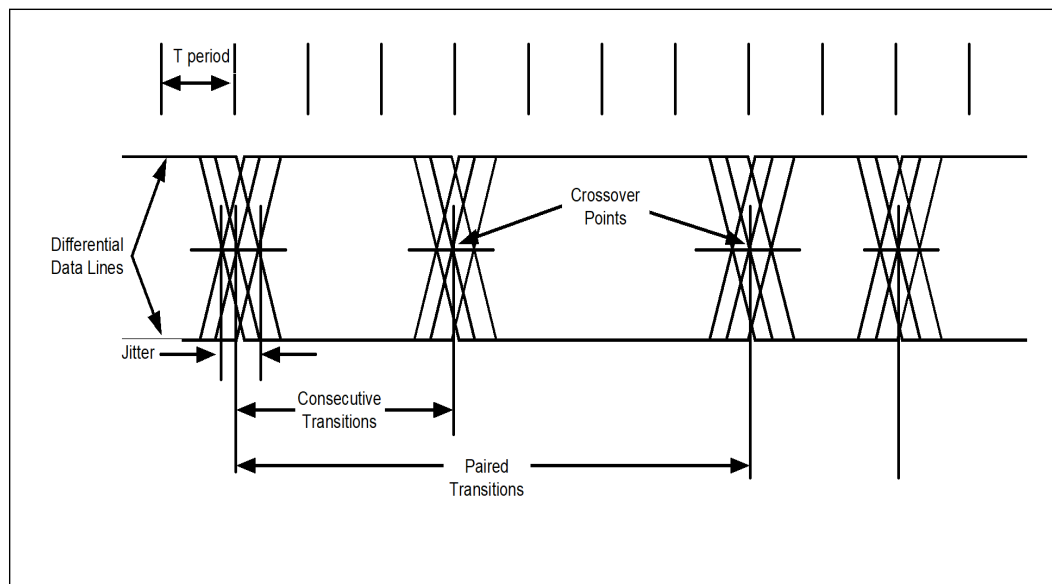 T period
Crossover
Points
Differential
Data Lines
Jitter
Consecutive
Transitions
Paired
Transitions